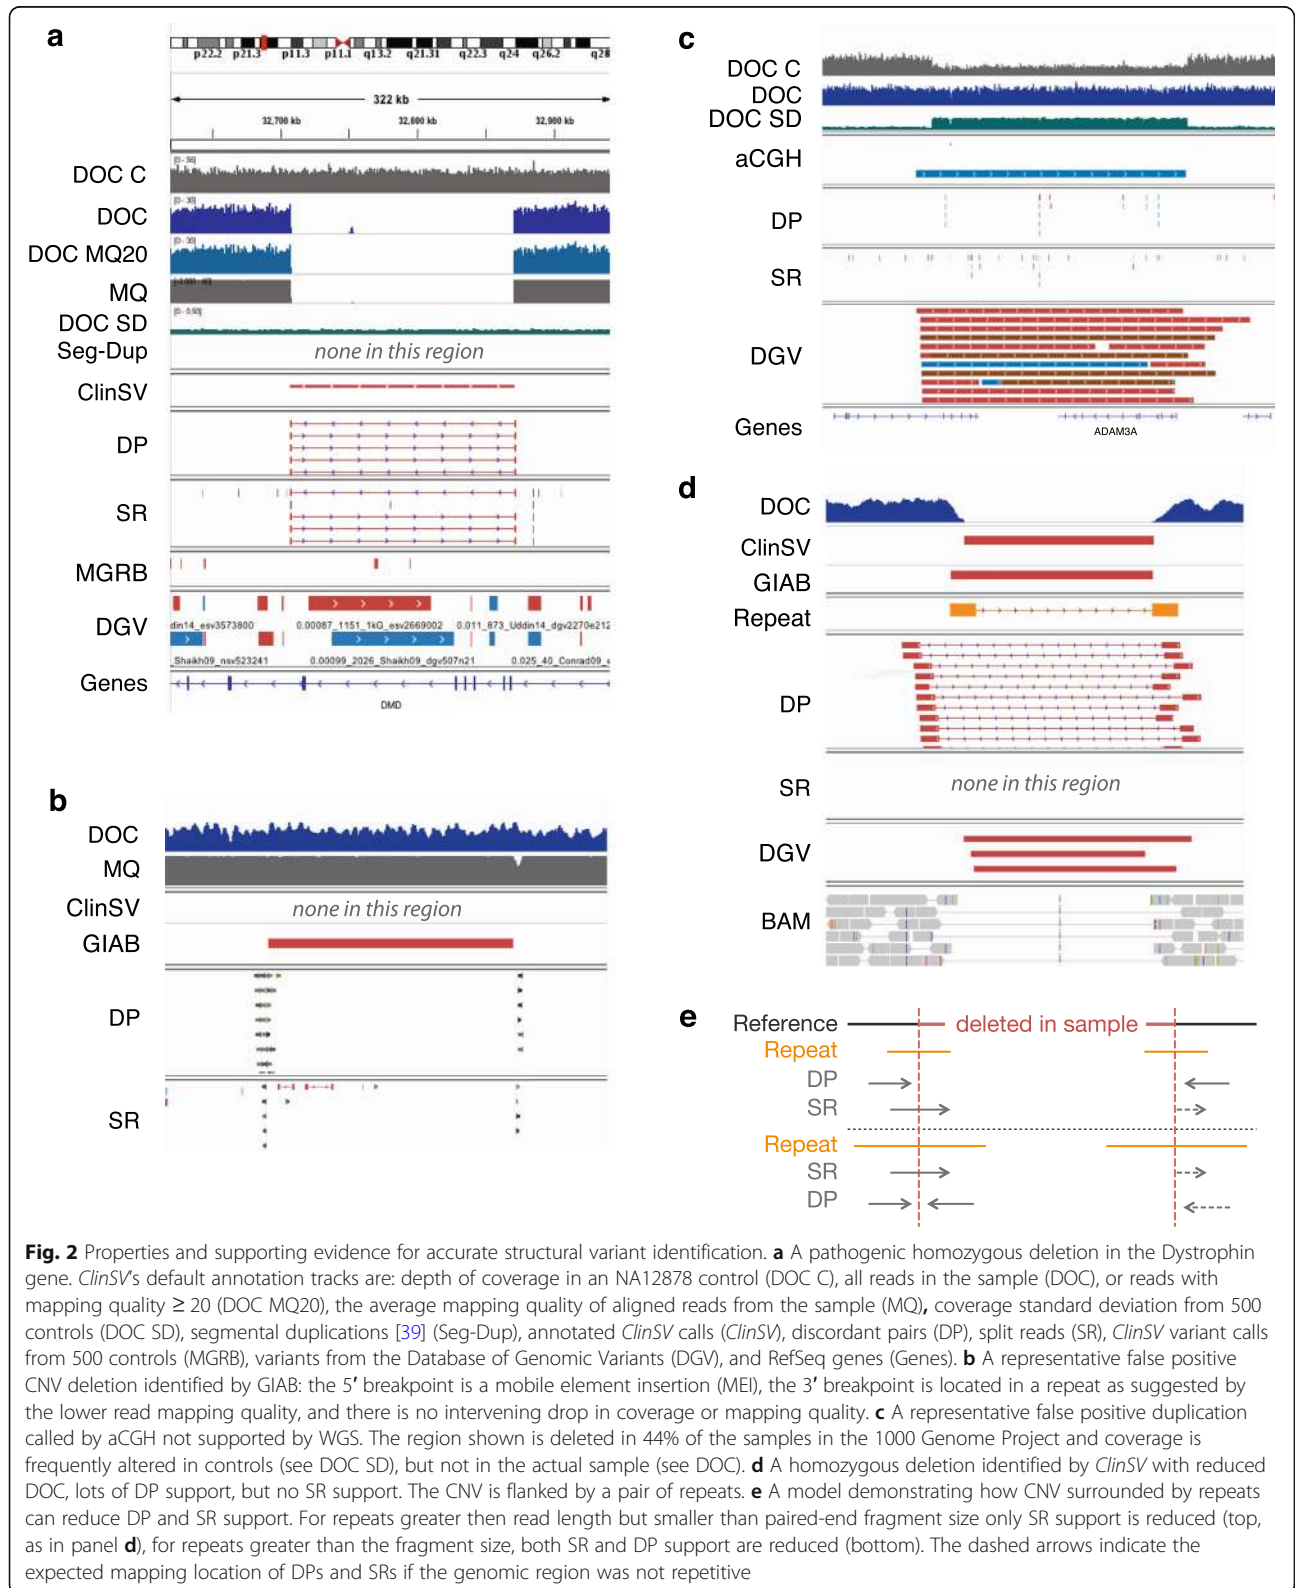 a
p22.2 p21.3 p11.3 p11.1 q13.2 q21.31 q22.3 q24 q26.2 q28
322 kb
32,700 kb 32,800 kb 32,900 kb
DOC C
[0 - 56]
DOC
[0 - 30]
DOC MQ20
[0 - 30]
MQ
DOC SD
[0 - 0.50]
Seg-Dup
none in this region
ClinSV
DP
SR
MGRB
DGV
din14_esv3573800 0.00087_1151_1kG_esv2669002 0.011_873_Uddin14_dgv2270e212
_Shaikh09_nsv523241 0.00099_2026_Shaikh09_dgv507n21 0.025_40_Conrad09_e
Genes
DMD
b
DOC
MQ
ClinSV
none in this region
GIAB
DP
SR
c
DOC C
DOC
DOC SD
aCGH
DP
SR
DGV
Genes
ADAM3A
d
DOC
ClinSV
GIAB
Repeat
DP
SR
none in this region
DGV
BAM
e
Reference deleted in sample
Repeat
DP
SR
Repeat
SR
DP
Fig. 2 Properties and supporting evidence for accurate structural variant identification. a A pathogenic homozygous deletion in the Dystrophin
gene. ClinSV's default annotation tracks are: depth of coverage in an NA12878 control (DOC C), all reads in the sample (DOC), or reads with
mapping quality ≥ 20 (DOC MQ20), the average mapping quality of aligned reads from the sample (MQ), coverage standard deviation from 500
controls (DOC SD), segmental duplications [39] (Seg-Dup), annotated ClinSV calls (ClinSV), discordant pairs (DP), split reads (SR), ClinSV variant calls
from 500 controls (MGRB), variants from the Database of Genomic Variants (DGV), and RefSeq genes (Genes). b A representative false positive
CNV deletion identified by GIAB: the 5′ breakpoint is a mobile element insertion (MEI), the 3′ breakpoint is located in a repeat as suggested by
the lower read mapping quality, and there is no intervening drop in coverage or mapping quality. c A representative false positive duplication
called by aCGH not supported by WGS. The region shown is deleted in 44% of the samples in the 1000 Genome Project and coverage is
frequently altered in controls (see DOC SD), but not in the actual sample (see DOC). d A homozygous deletion identified by ClinSV with reduced
DOC, lots of DP support, but no SR support. The CNV is flanked by a pair of repeats. e A model demonstrating how CNV surrounded by repeats
can reduce DP and SR support. For repeats greater then read length but smaller than paired-end fragment size only SR support is reduced (top,
as in panel d), for repeats greater than the fragment size, both SR and DP support are reduced (bottom). The dashed arrows indicate the
expected mapping location of DPs and SRs if the genomic region was not repetitive